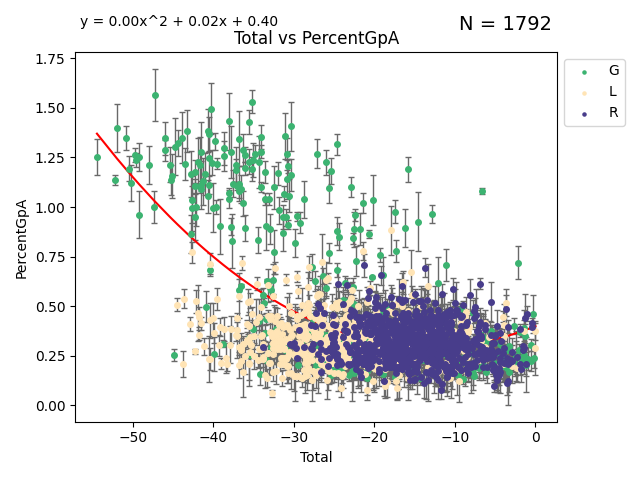 y = 0.00x^2 + 0.02x + 0.40
N = 1792
Total vs PercentGpA
PercentGpA
1.75
1.50
1.25
1.00
0.75
0.50
0.25
0.00
−50
−40
−30
−20
−10
0
Total
G
L
R